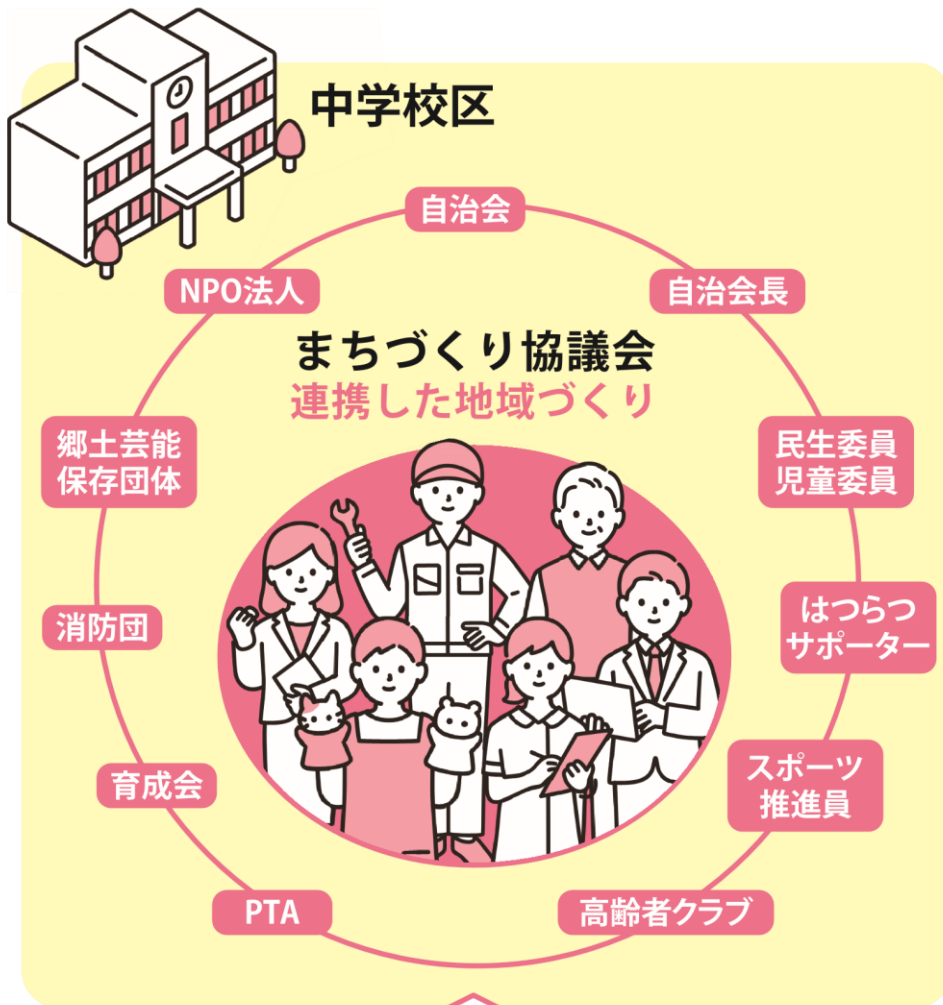 中学校区
自治会
NPO法人
自治会長
まちづくり協議会
連携した地域づくり
郷土芸能
保存団体
民生委員
児童委員
消防団
はつらつ
サポーター
育成会
スポーツ
推進員
PTA
高齢者クラブ